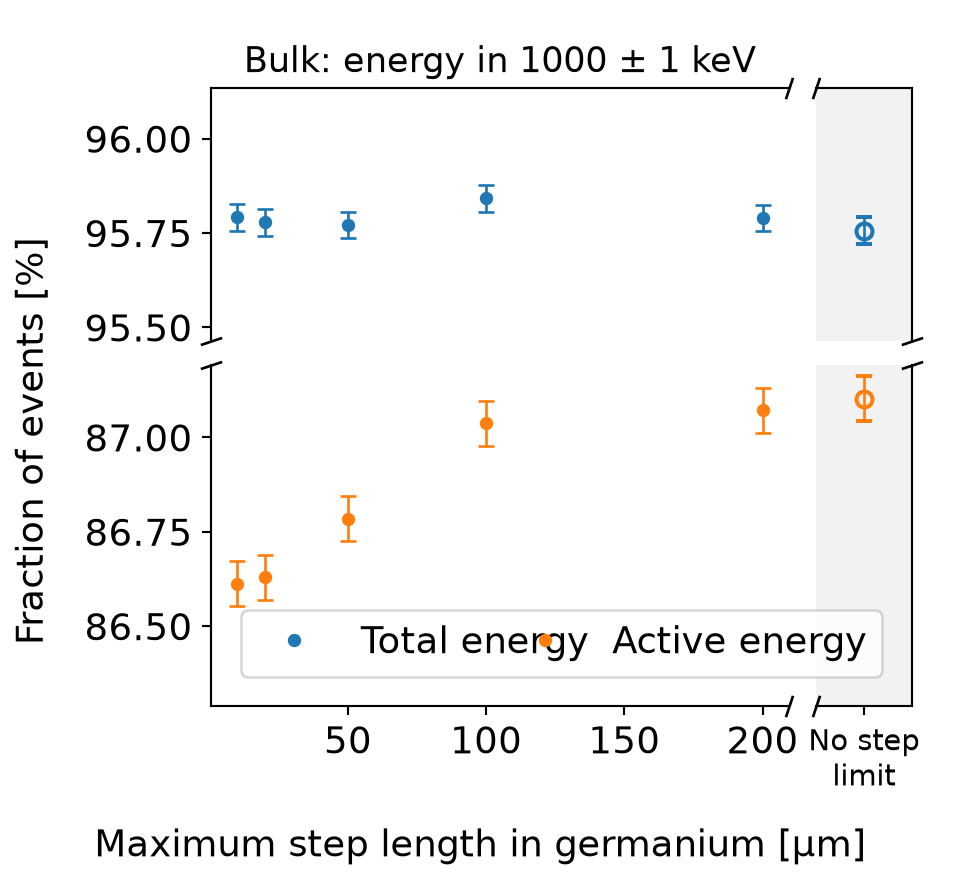 Bulk: energy in 1000 ± 1 keV
96.00
95.75
95.50
87.00
86.75
86.50
Fraction of events [%]
Total energy
Active energy
50
100
150
200
No step
limit
Maximum step length in germanium [μm]